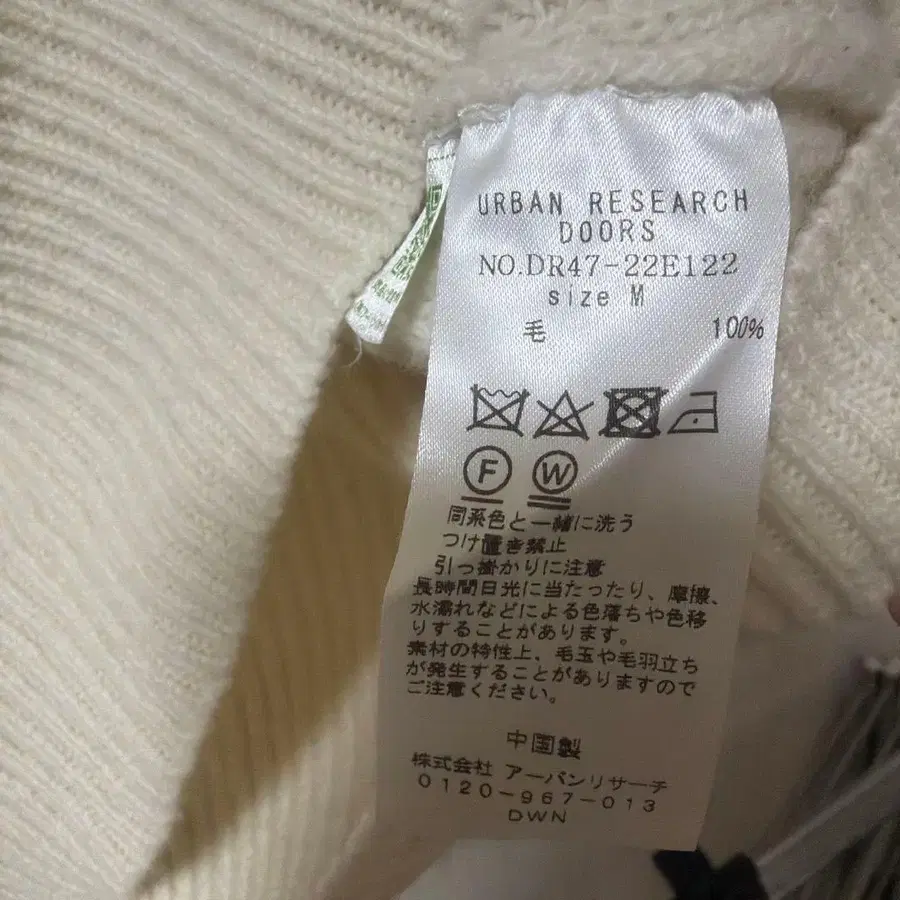 URBAN RESEARCH
DOORS
NO.DR47-22E122
size M
毛 100%
F W
同系色と一緒に洗う
つけ置き禁止
引っ掛かりに注意
長時間日光に当たったり、摩擦、
水濡れなどによる色落ちや色移
りすることがあります。
素材の特性上、毛玉や毛羽立ち
が発生することがありますので
ご注意ください。
中国製
株式会社 アーバンリサーチ
0120-967-013
DWN